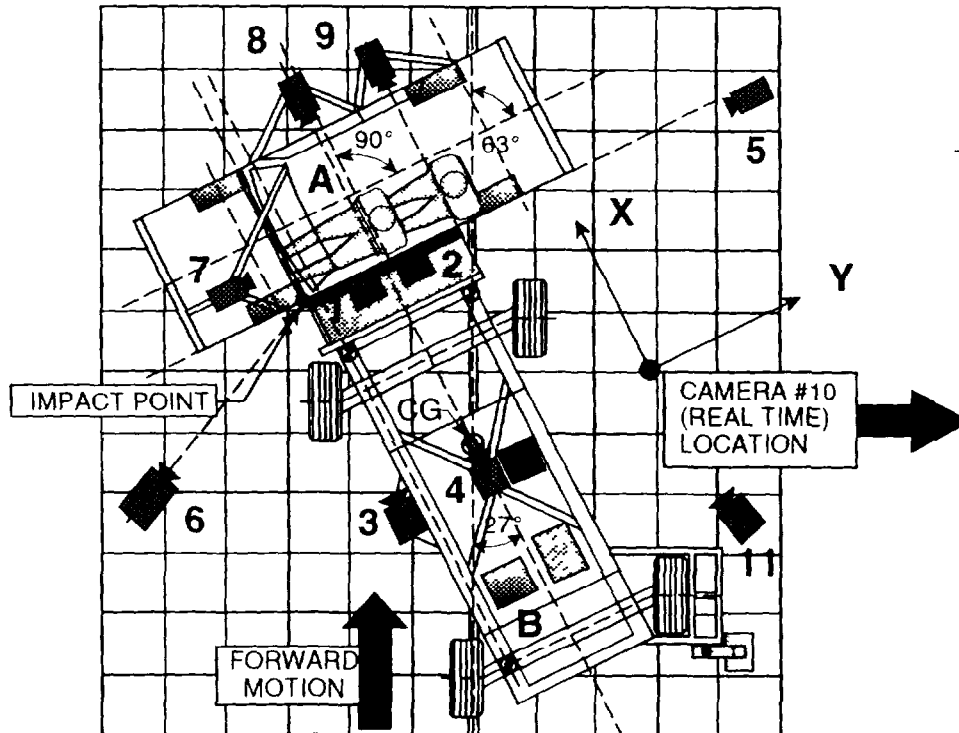 8
9
90°
63°
5
A
X
7
2
1
Y
IMPACT POINT
CG
CAMERA #10
(REAL TIME)
LOCATION
4
6
3
27°
11
B
FORWARD
MOTION